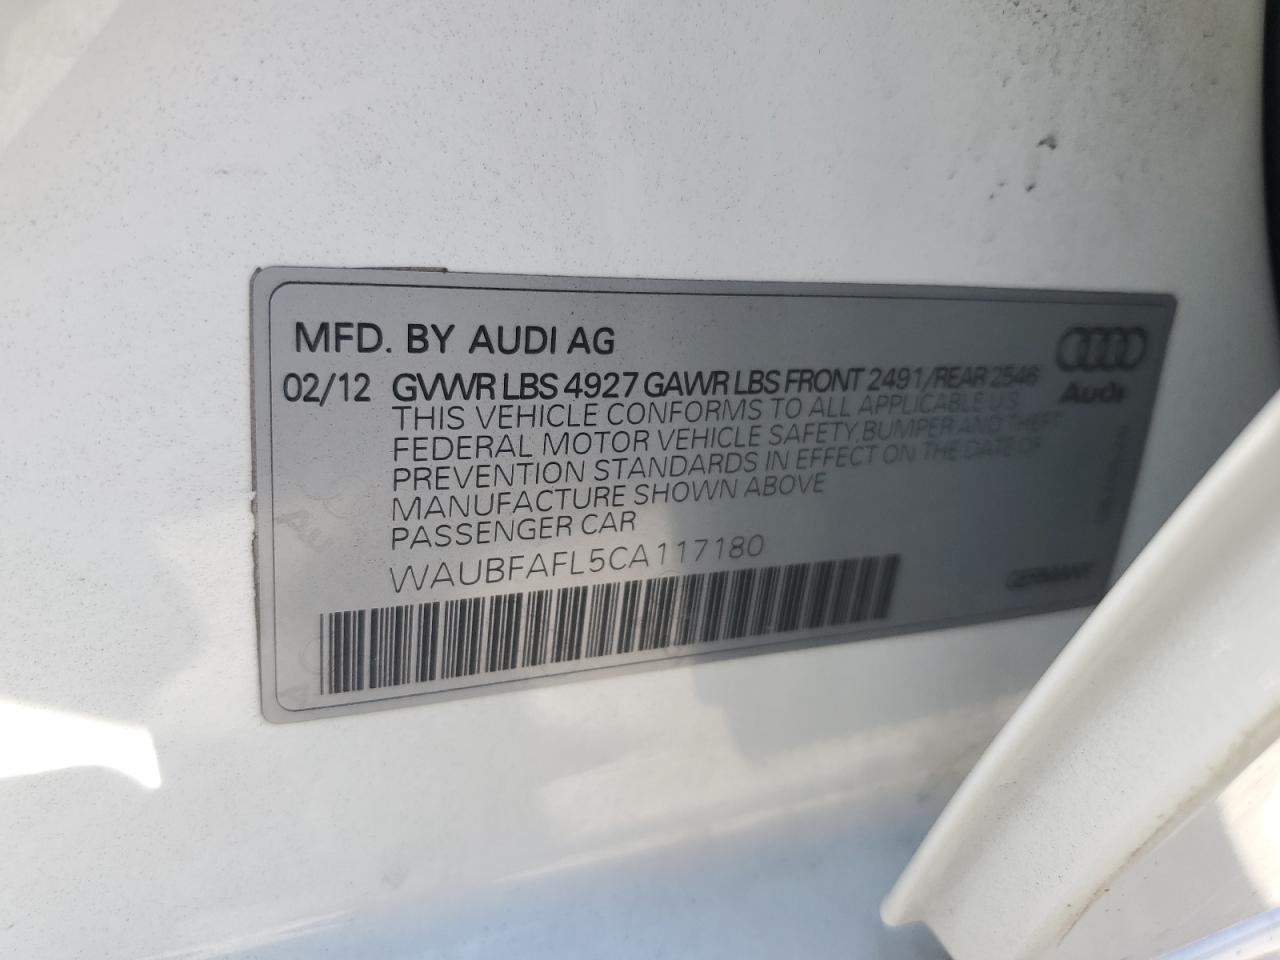 MFD. BY AUDI AG
02/12 GVWR LBS 4927 GAWR LBS FRONT 2491/REAR 2546
THIS VEHICLE CONFORMS TO ALL APPLICABLE U.S.
FEDERAL MOTOR VEHICLE SAFETY, BUMPER AND THEFT
PREVENTION STANDARDS IN EFFECT ON THE DATE OF
MANUFACTURE SHOWN ABOVE
PASSENGER CAR
WAUBFAFL5CA117180
Audi
GERMANY